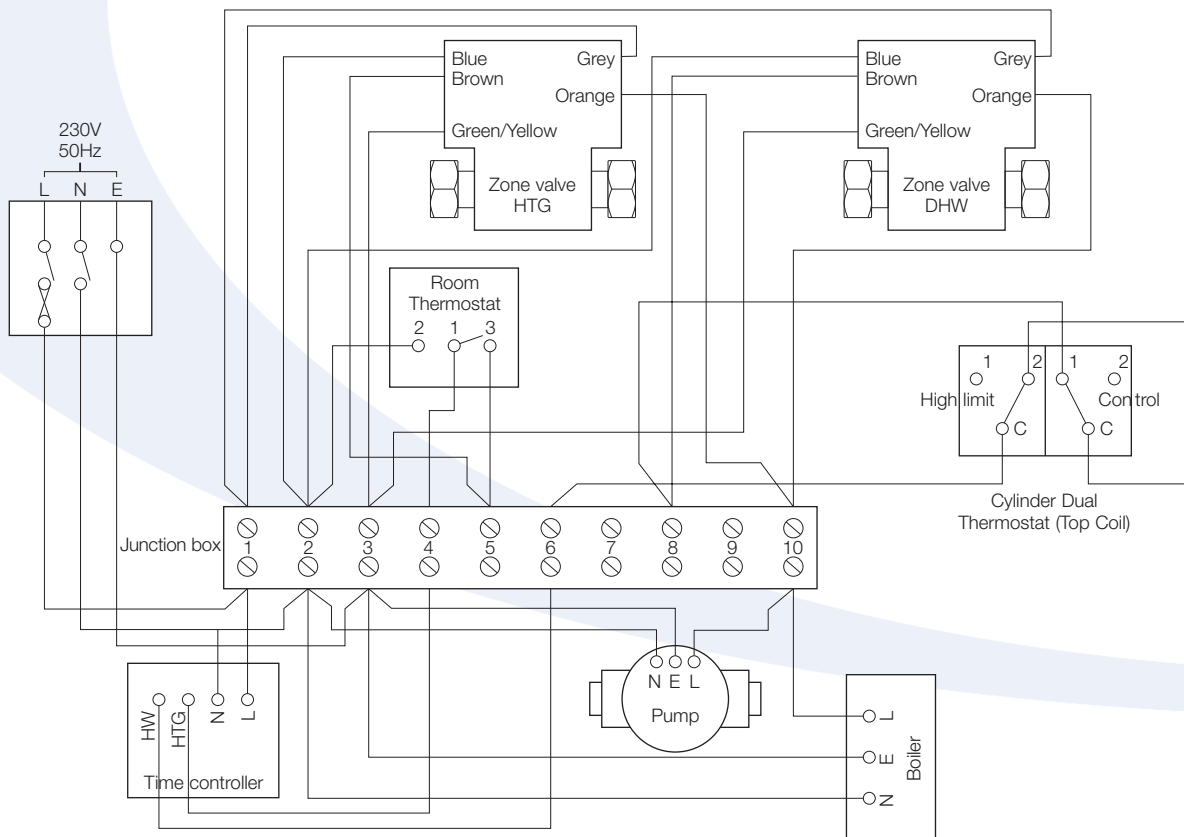 Blue
Grey
Brown
Orange
Green/Yellow
Zone valve
HTG
Blue
Grey
Brown
Orange
Green/Yellow
Zone valve
DHW
230V
50Hz
L N E
Room
Thermostat
2 1 3
1 2 1 2
High limit
Control
C C
Cylinder Dual
Thermostat (Top Coil)
Junction box
1 2 3 4 5 6 7 8 9 10
HW HTG N L
Time controller
N E L
Pump
L
E
N
Boiler